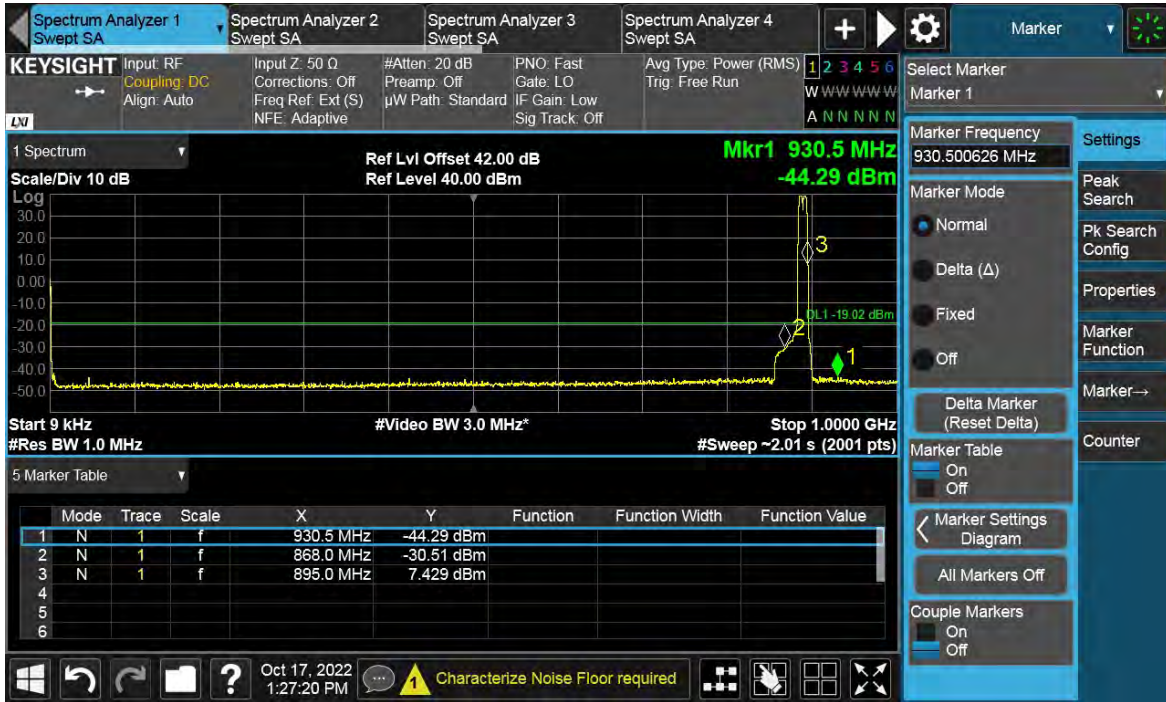 Spectrum Analyzer 1
Swept SA
Spectrum Analyzer 2
Swept SA
Spectrum Analyzer 3
Swept SA
Spectrum Analyzer 4
Swept SA
Marker
KEYSIGHT
LXI
Input: RF
Coupling: DC
Align: Auto
Input Z: 50 Ω
Corrections: Off
Freq Ref: Ext (S)
NFE: Adaptive
#Atten: 20 dB
Preamp: Off
µW Path: Standard
PNO: Fast
Gate: LO
IF Gain: Low
Sig Track: Off
Avg Type: Power (RMS)
Trig: Free Run
1 2 3 4 5 6
W W W W W W
A N N N N N
Select Marker
Marker 1
1 Spectrum
Scale/Div 10 dB
Ref Lvl Offset 42.00 dB
Ref Level 40.00 dBm
Mkr1 930.5 MHz
-44.29 dBm
Log
30.0
20.0
10.0
0.00
-10.0
-20.0
-30.0
-40.0
-50.0
3
DL1 -19.02 dBm
2
1
Start 9 kHz
#Res BW 1.0 MHz
#Video BW 3.0 MHz*
Stop 1.0000 GHz
#Sweep ~2.01 s (2001 pts)
5 Marker Table
Mode Trace Scale X Y Function Function Width Function Value
1 N 1 f 930.5 MHz -44.29 dBm
2 N 1 f 868.0 MHz -30.51 dBm
3 N 1 f 895.0 MHz 7.429 dBm
4
5
6
Marker Frequency
930.500626 MHz
Marker Mode
Normal
Delta (Δ)
Fixed
Off
Delta Marker
(Reset Delta)
Marker Table
On
Off
Marker Settings
Diagram
All Markers Off
Couple Markers
On
Off
Settings
Peak
Search
Pk Search
Config
Properties
Marker
Function
Marker→
Counter
?
Oct 17, 2022
1:27:20 PM
1
Characterize Noise Floor required